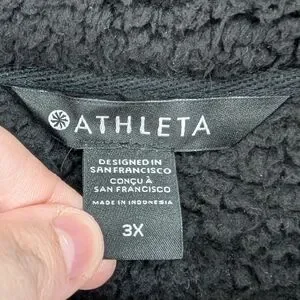 ATHLETA
DESIGNED IN
SAN FRANCISCO
CONÇU À
SAN FRANCISCO
MADE IN INDONESIA
3X